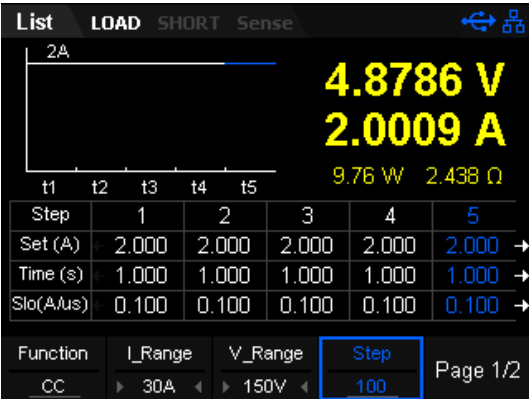 List LOAD SHORT Sense
2A
4.8786 V
2.0009 A
9.76 W 2.438 Ω
t1 t2 t3 t4 t5
Step 1 2 3 4 5
Set (A) 2.000 2.000 2.000 2.000 2.000
Time (s) 1.000 1.000 1.000 1.000 1.000
Slo(A/us) 0.100 0.100 0.100 0.100 0.100
Function I_Range V_Range Step Page 1/2
CC 30A 150V 100